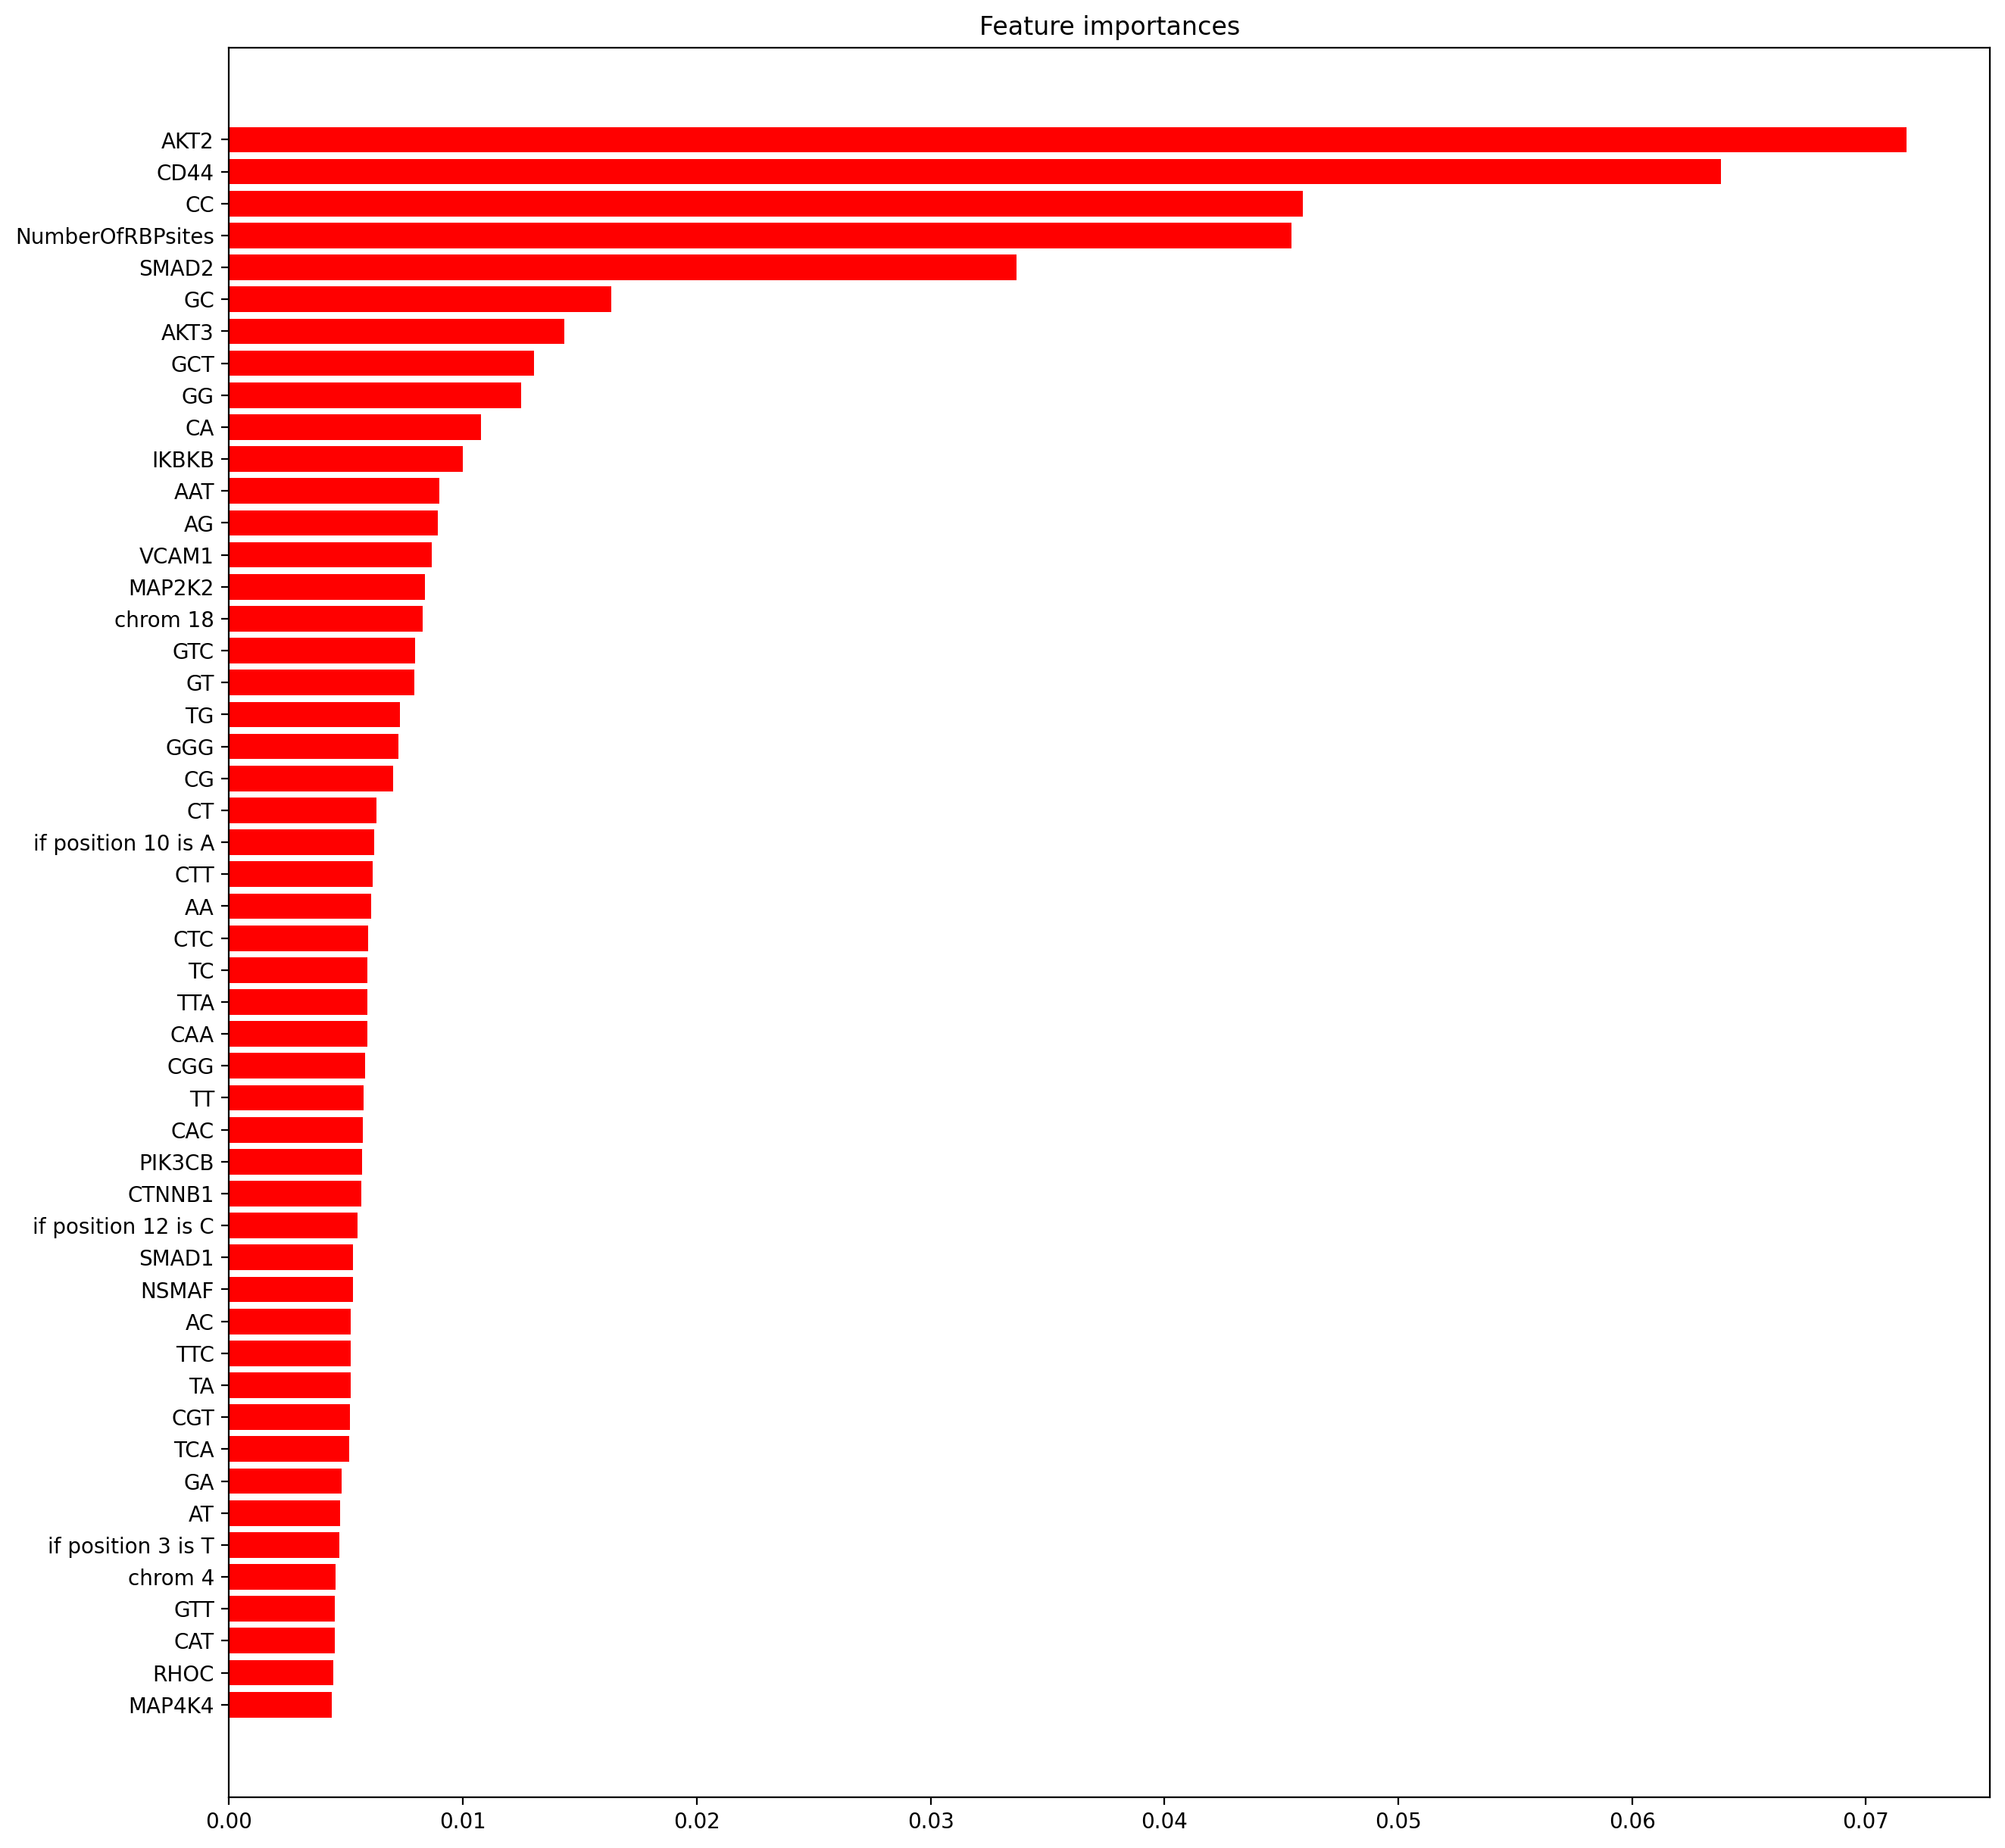 Feature importances
AKT2
CD44
CC
NumberOfRBPsites
SMAD2
GC
AKT3
GCT
GG
CA
IKBKB
AAT
AG
VCAM1
MAP2K2
chrom 18
GTC
GT
TG
GGG
CG
CT
if position 10 is A
CTT
AA
CTC
TC
TTA
CAA
CGG
TT
CAC
PIK3CB
CTNNB1
if position 12 is C
SMAD1
NSMAF
AC
TTC
TA
CGT
TCA
GA
AT
if position 3 is T
chrom 4
GTT
CAT
RHOC
MAP4K4
0.00 0.01 0.02 0.03 0.04 0.05 0.06 0.07